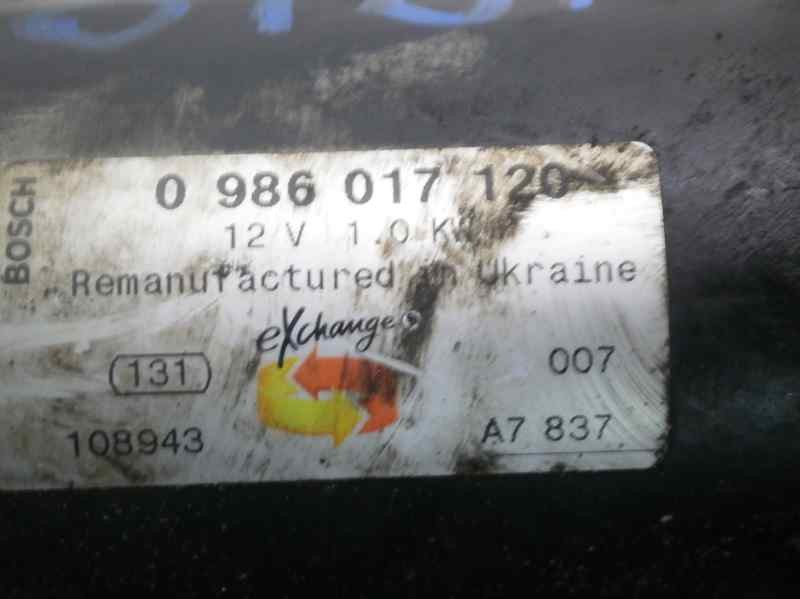 BOSCH
0 986 017 120
12 V 1.0 KW
Remanufactured in Ukraine
eXchange
131
007
108943
A7 837